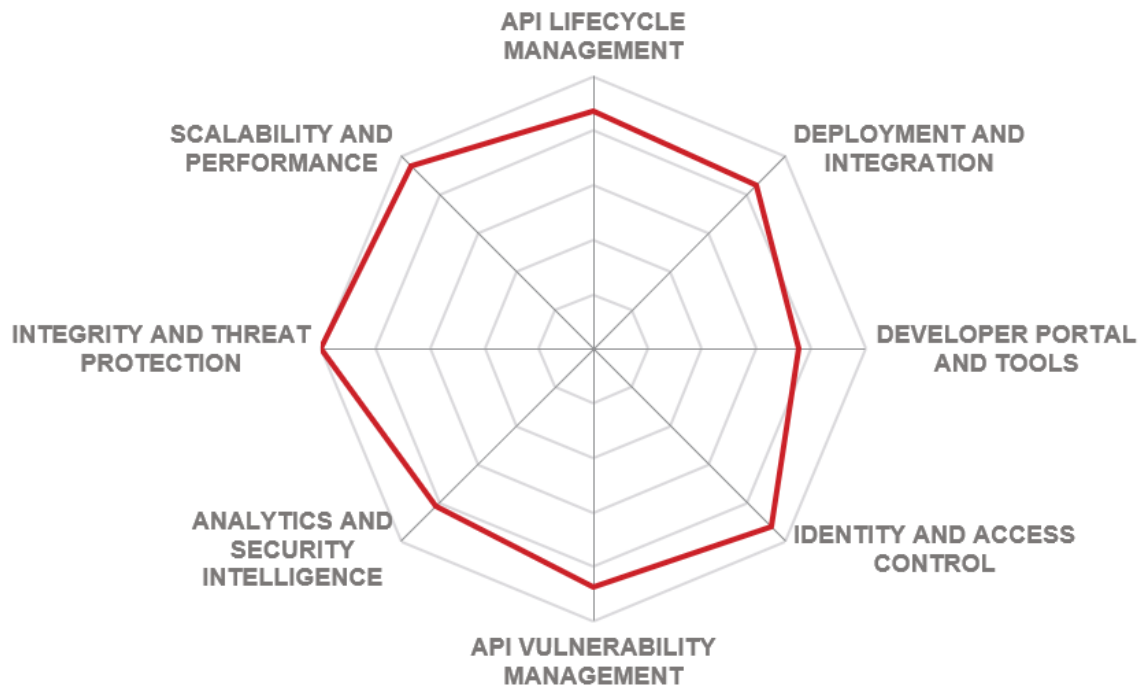 API LIFECYCLE
MANAGEMENT
DEPLOYMENT AND
INTEGRATION
DEVELOPER PORTAL
AND TOOLS
IDENTITY AND ACCESS
CONTROL
API VULNERABILITY
MANAGEMENT
ANALYTICS AND
SECURITY
INTELLIGENCE
INTEGRITY AND THREAT
PROTECTION
SCALABILITY AND
PERFORMANCE